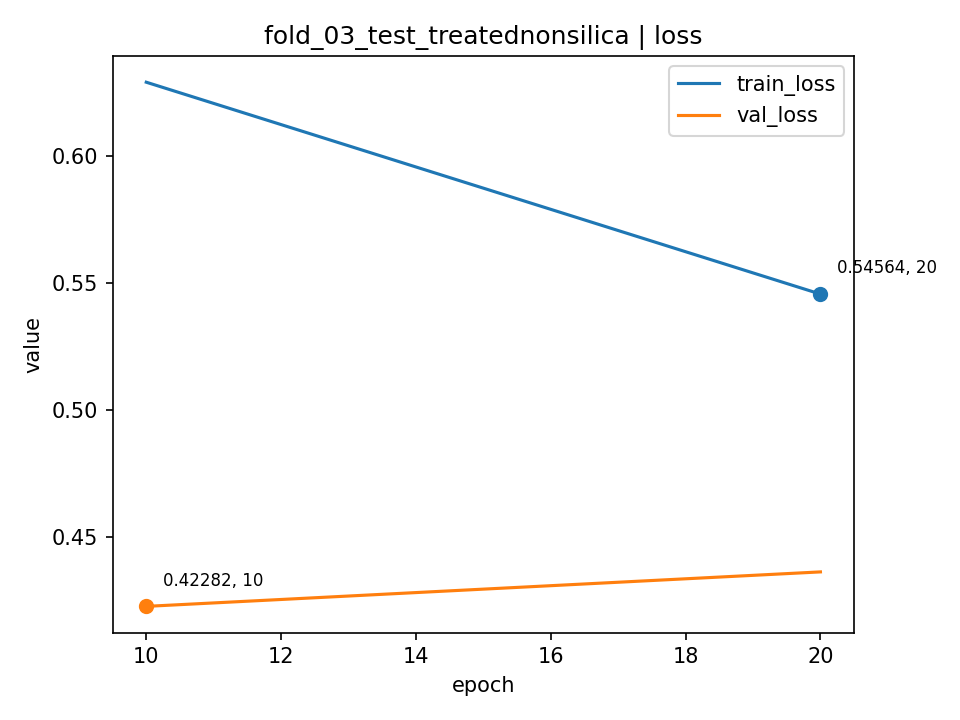 fold_03_test_treatednonsilica | loss
train_loss
val_loss
0.60
0.55
0.50
0.45
value
0.54564, 20
0.42282, 10
10 12 14 16 18 20
epoch